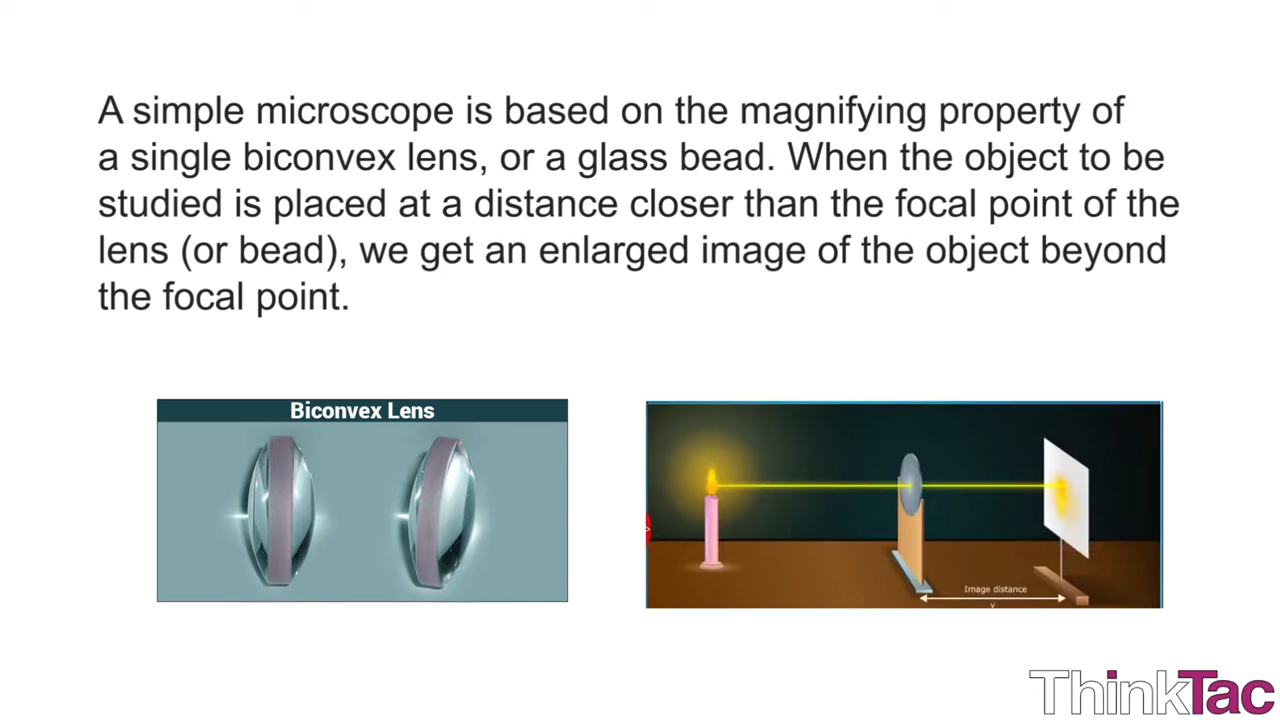 A simple microscope is based on the magnifying property of
a single biconvex lens, or a glass bead. When the object to be
studied is placed at a distance closer than the focal point of the
lens (or bead), we get an enlarged image of the object beyond
the focal point.
Biconvex Lens
Image distance
v
ThinkTac